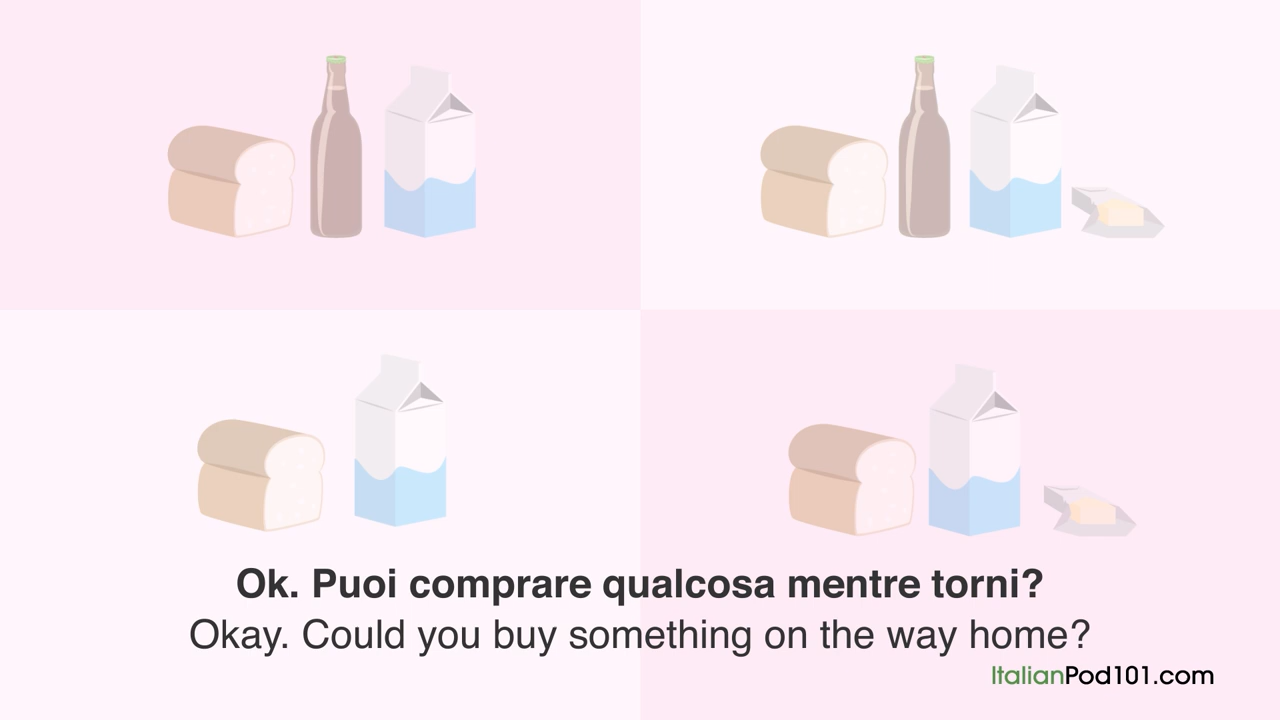 Ok. Puoi comprare qualcosa mentre torni?
Okay. Could you buy something on the way home?
ItalianPod101.com